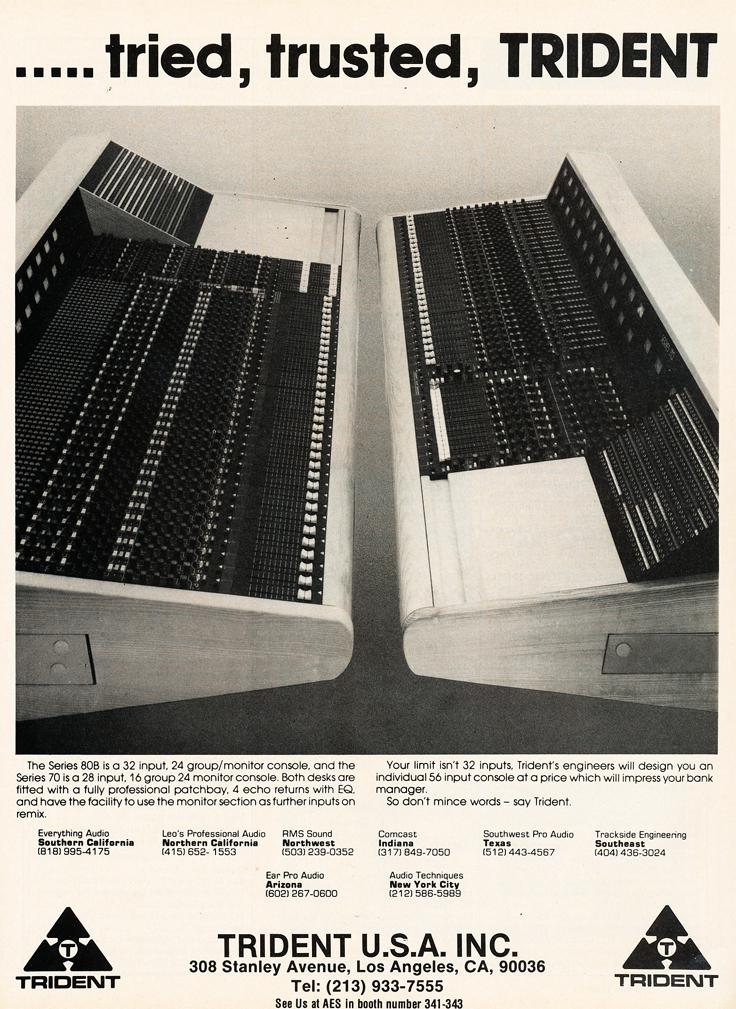 ..... tried, trusted, TRIDENT
The Series 80B is a 32 input, 24 group/monitor console, and the
Series 70 is a 28 input, 16 group 24 monitor console. Both desks are
fitted with a fully professional patchbay, 4 echo returns with EQ,
and have the facility to use the monitor section as further inputs on
remix.
Your limit isn't 32 inputs, Trident's engineers will design you an
individual 56 input console at a price which will impress your bank
manager.
So don't mince words – say Trident.
Everything Audio
Southern California
(818) 995-4175
Leo's Professional Audio
Northern California
(415) 652- 1553
RMS Sound
Northwest
(503) 239-0352
Comcast
Indiana
(317) 849-7050
Southwest Pro Audio
Texas
(512) 443-4567
Trackside Engineering
Southeast
(404) 436-3024
Ear Pro Audio
Arizona
(602) 267-0600
Audio Techniques
New York City
(212) 586-5989
T
TRIDENT
TRIDENT U.S.A. INC.
308 Stanley Avenue, Los Angeles, CA, 90036
Tel: (213) 933-7555
See Us at AES in booth number 341-343
T
TRIDENT